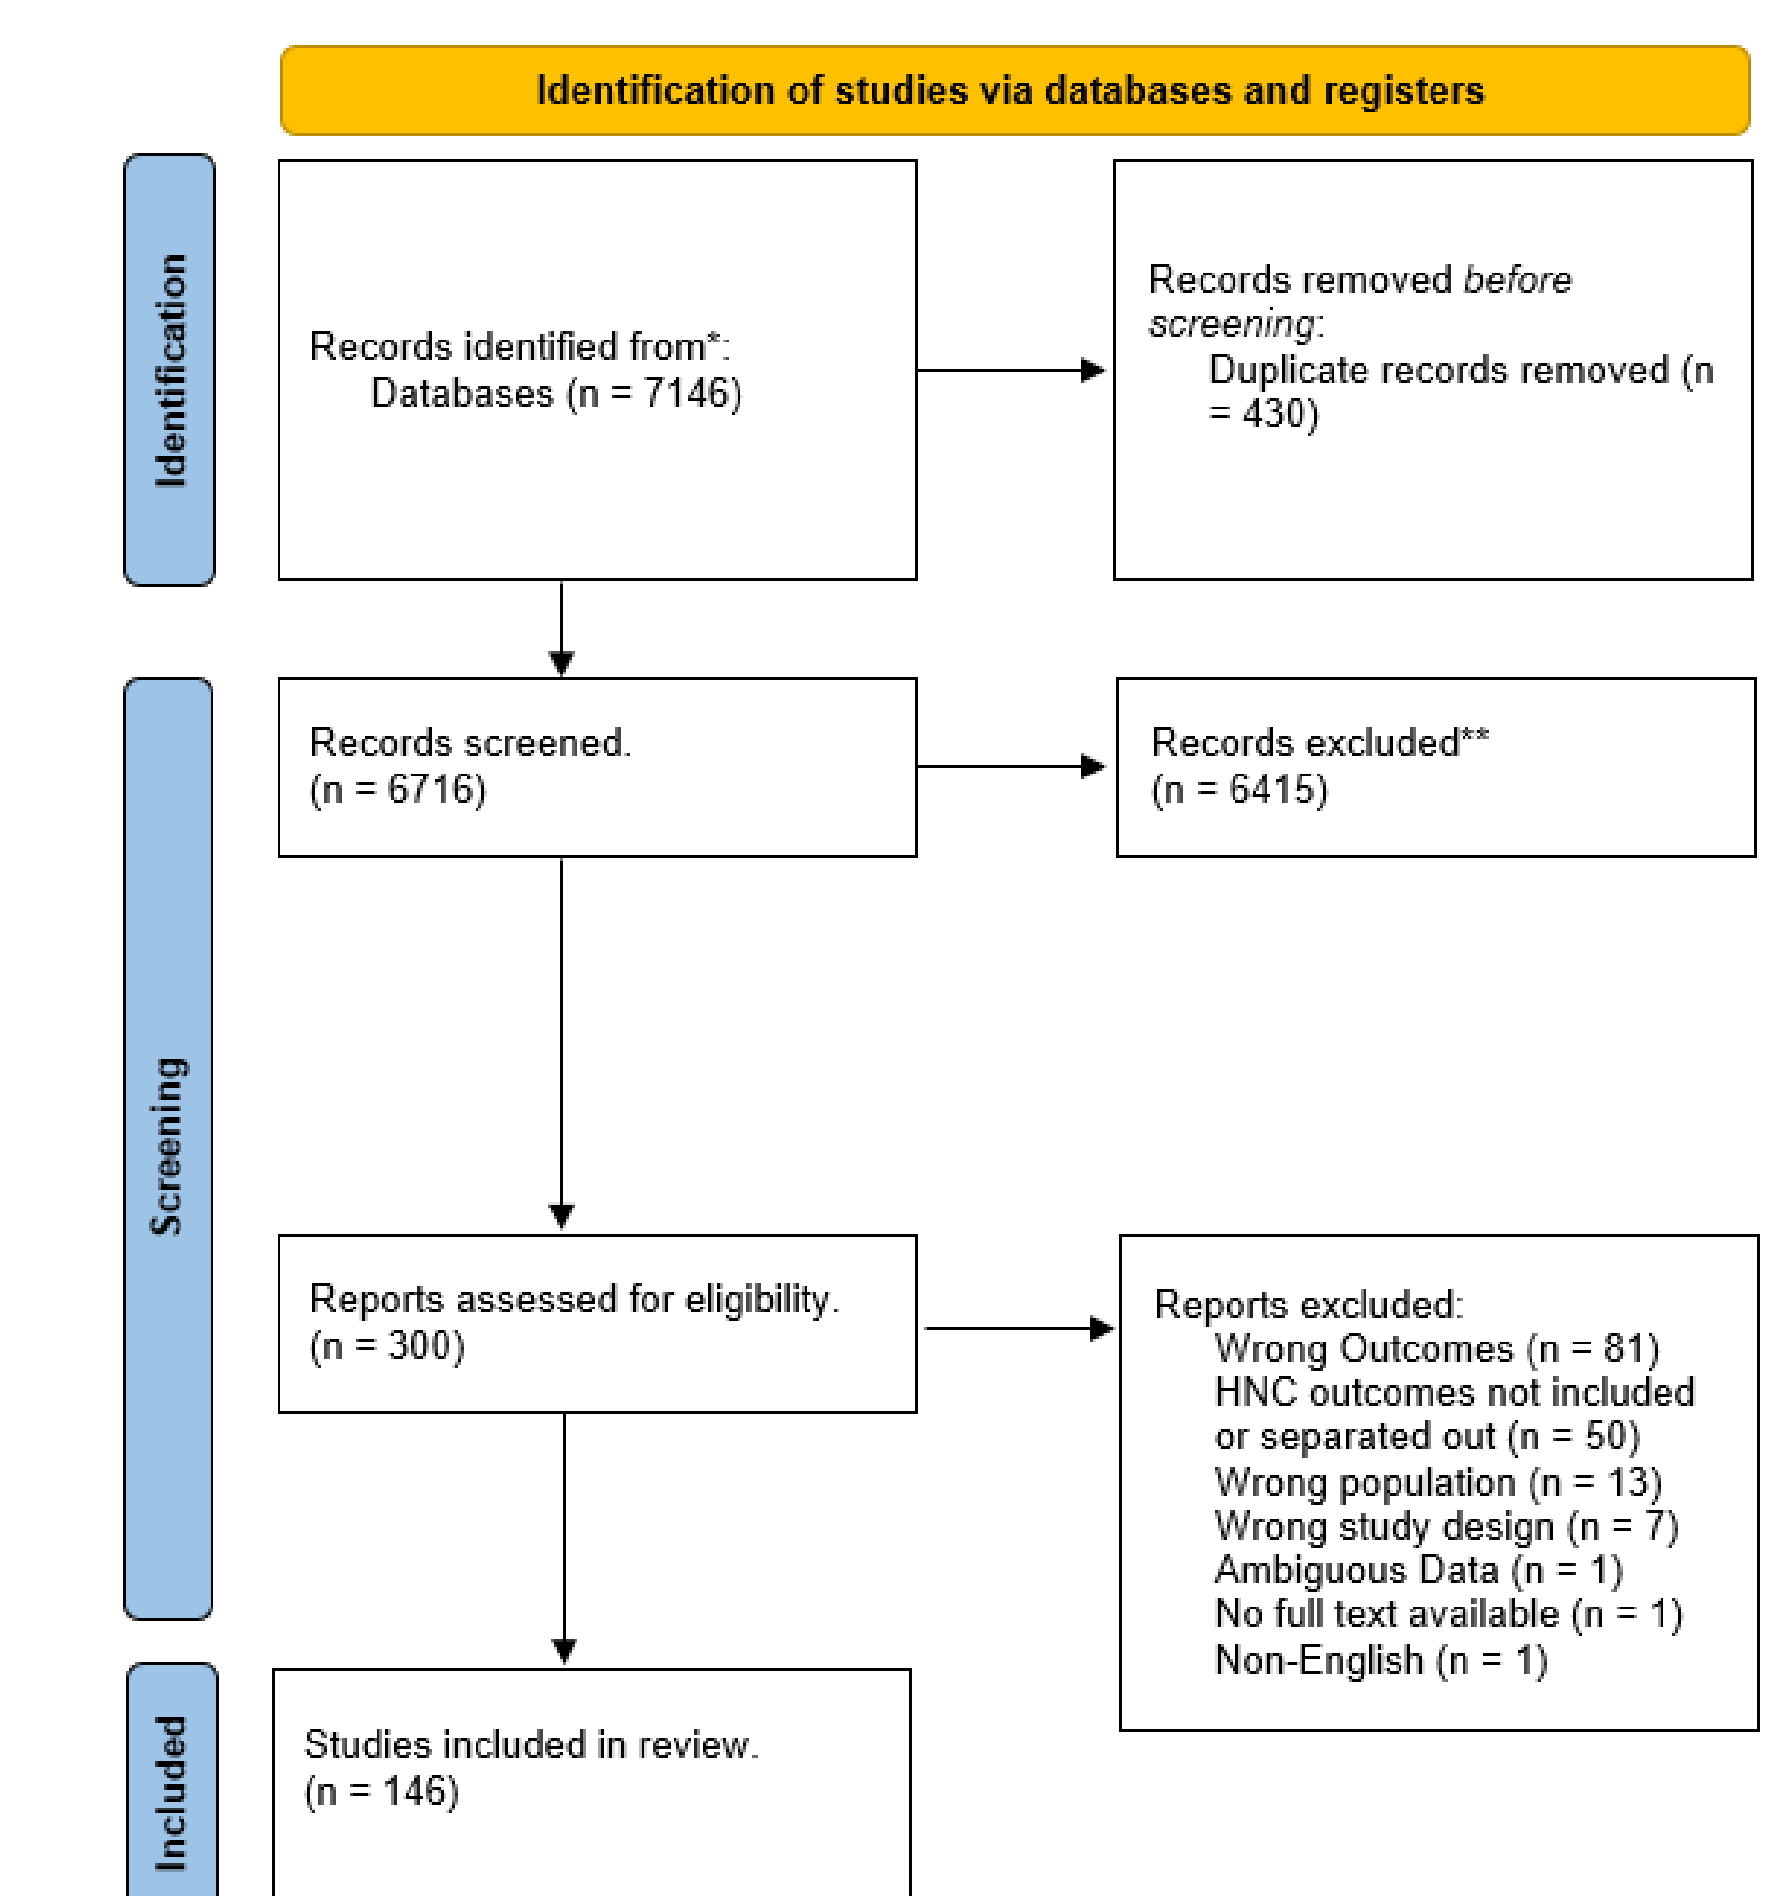 Identification of studies via databases and registers
Identification
Records identified from*:
Databases (n = 7146)
Records removed before
screening:
Duplicate records removed (n
= 430)
Screening
Records screened.
(n = 6716)
Records excluded**
(n = 6415)
Reports assessed for eligibility.
(n = 300)
Reports excluded:
Wrong Outcomes (n = 81)
HNC outcomes not included
or separated out (n = 50)
Wrong population (n = 13)
Wrong study design (n = 7)
Ambiguous Data (n = 1)
No full text available (n = 1)
Non-English (n = 1)
Included
Studies included in review.
(n = 146)